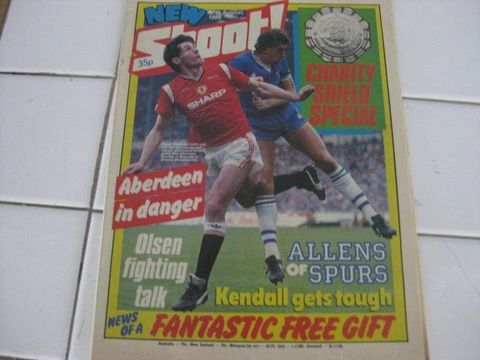 NEW
Shoot!
35p
CHARITY
SHIELD
SPECIAL
SHARP
Aberdeen
in danger
Olsen
fighting
talk
ALLENS
OF SPURS
Kendall gets tough
NEWS
OF A
FANTASTIC FREE GIFT